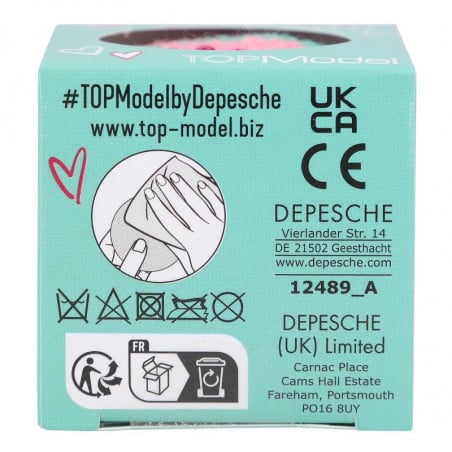 TOPModel
#TOPModelbyDepesche
www.top-model.biz
UK
CA
CE
DEPESCHE
Vierlander Str. 14
DE 21502 Geesthacht
www.depesche.com
12489_A
DEPESCHE
(UK) Limited
Carnac Place
Cams Hall Estate
Fareham, Portsmouth
PO16 8UY
FR